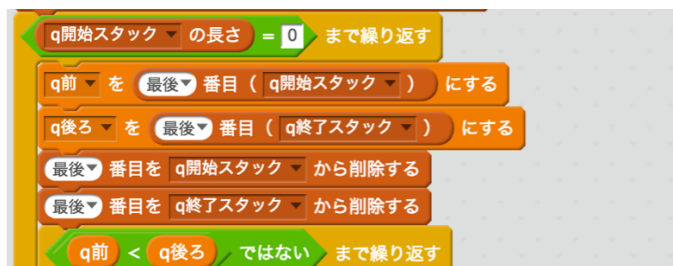 q開始スタック の長さ = 0 まで繰り返す
q前 を 最後 番目 ( q開始スタック ) にする
q後ろ を 最後 番目 ( q終了スタック ) にする
最後 番目を q開始スタック から削除する
最後 番目を q終了スタック から削除する
q前 < q後ろ ではない まで繰り返す